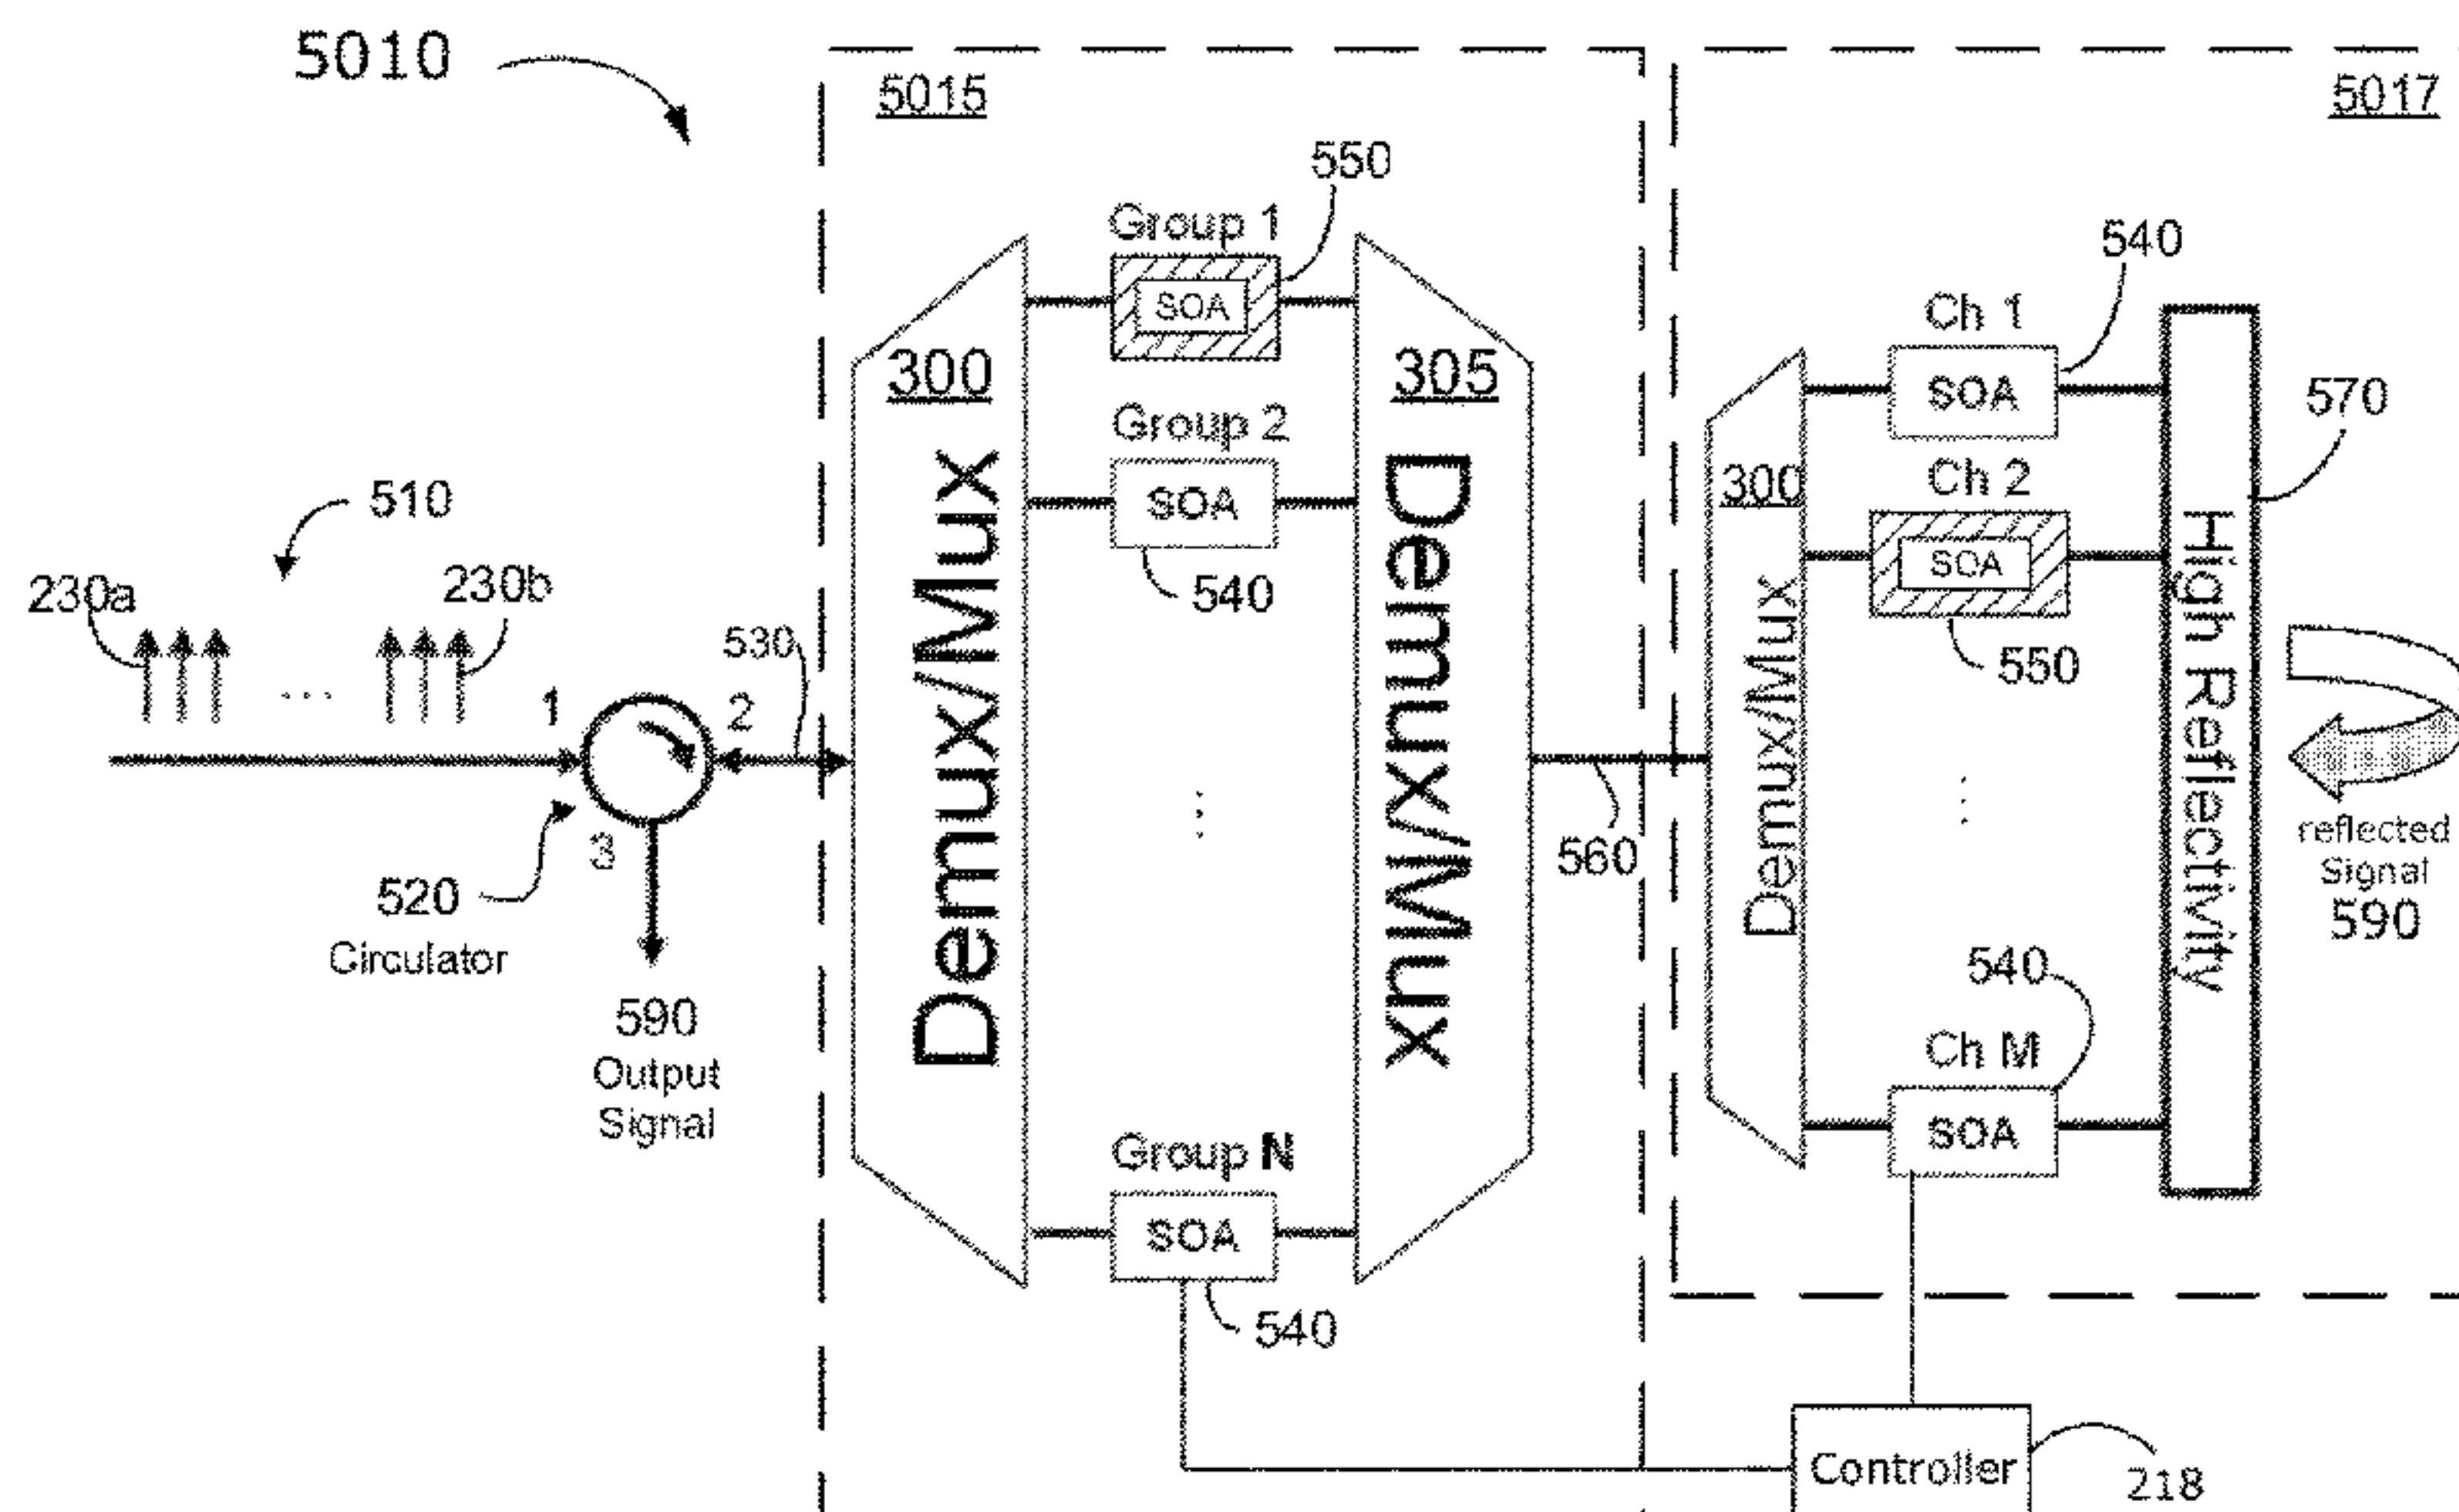 5010
5015
5017
550
Group 1
SOA
540
Ch 1
SOA
300
305
570
Group 2
SOA
540
300
Ch 2
SOA
550
510
230a
230b
...
530
1
2
3
520
Circulator
590
Output
Signal
Demux/Mux
Demux/Mux
560
Demux/Mux
High Reflectivity
reflected
Signal
590
540
Ch M
SOA
Group N
SOA
540
Controller
218